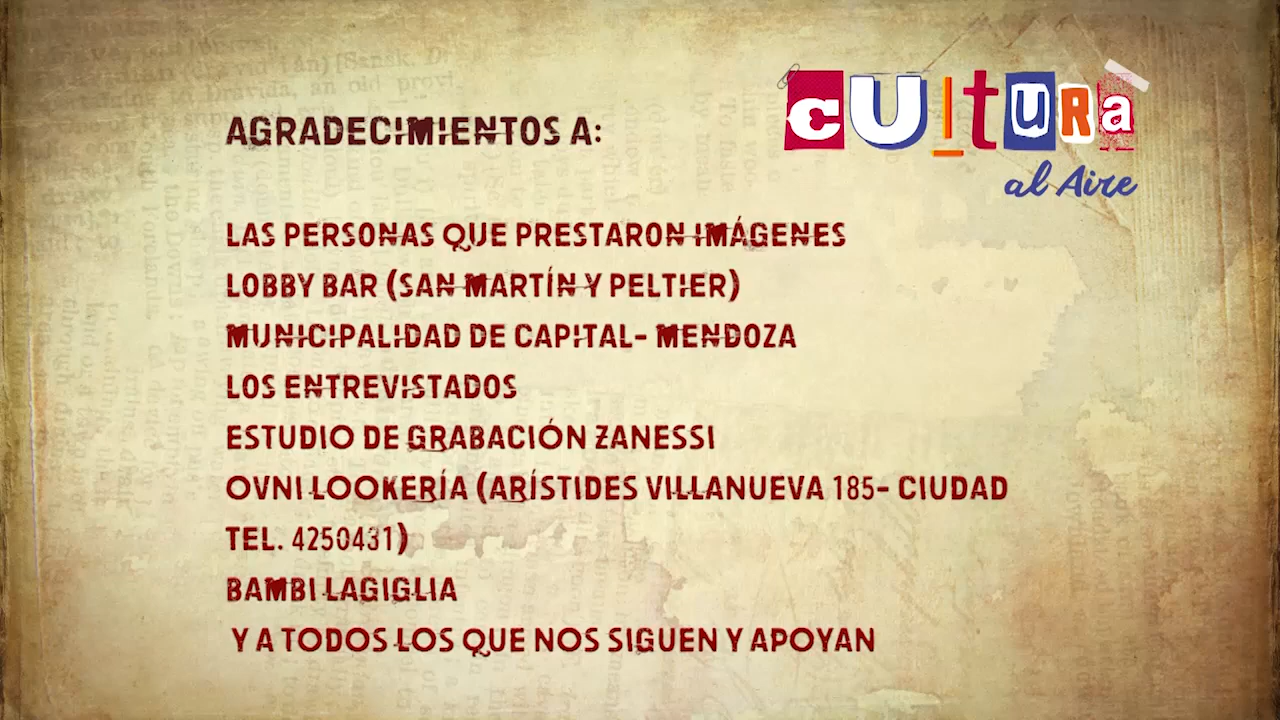 cULtURa
al Aire
AGRADECIMIENTOS A:
LAS PERSONAS QUE PRESTARON IMÁGENES
LOBBY BAR (SAN MARTÍN Y PELTIER)
MUNICIPALIDAD DE CAPITAL- MENDOZA
LOS ENTREVISTADOS
ESTUDIO DE GRABACIÓN ZANESSI
OVNI LOOKERÍA (ARÍSTIDES VILLANUEVA 185- CIUDAD
TEL. 4250431)
BAMBI LAGIGLIA
Y A TODOS LOS QUE NOS SIGUEN Y APOYAN